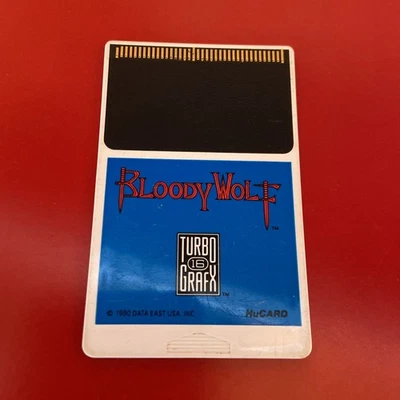 BLOODY WOLF
TM
TURBO
16
GRAFX
TM
© 1990 DATA EAST USA, INC.
HuCARD